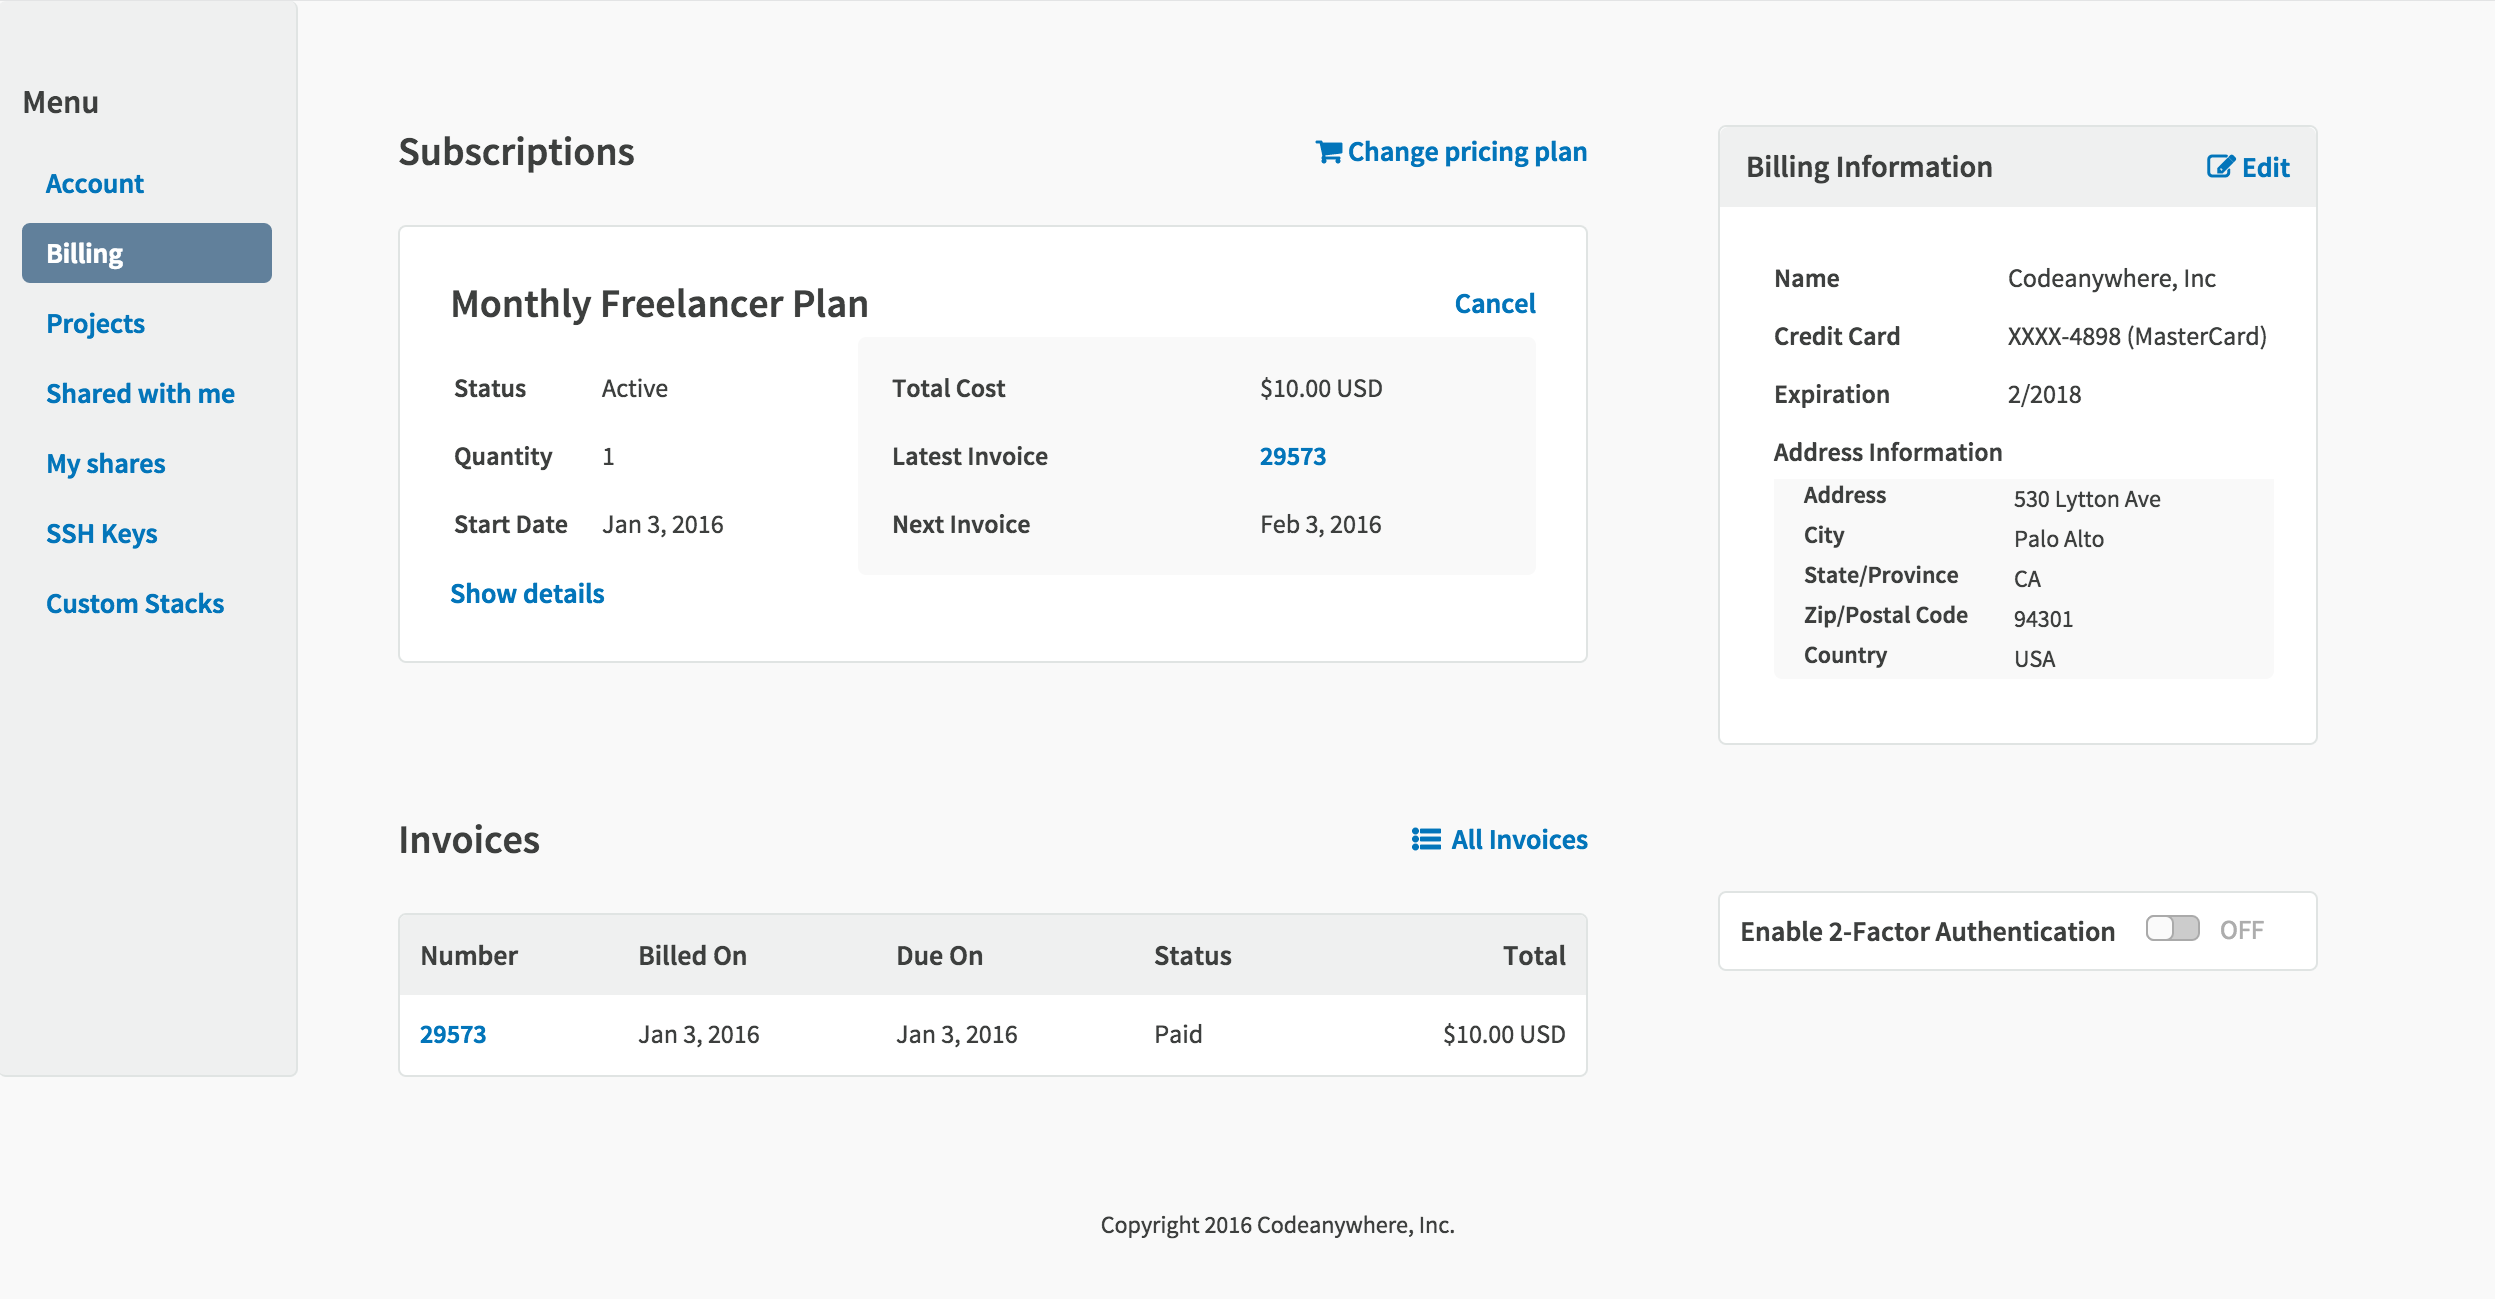 Menu
Account
Billing
Projects
Shared with me
My shares
SSH Keys
Custom Stacks
Subscriptions
Change pricing plan
Monthly Freelancer Plan
Cancel
Status Active
Quantity 1
Start Date Jan 3, 2016
Show details
Total Cost $10.00 USD
Latest Invoice 29573
Next Invoice Feb 3, 2016
Billing Information
Edit
Name Codeanywhere, Inc
Credit Card XXXX-4898 (MasterCard)
Expiration 2/2018
Address Information
Address 530 Lytton Ave
City Palo Alto
State/Province CA
Zip/Postal Code 94301
Country USA
Invoices
All Invoices
Number Billed On Due On Status Total
29573 Jan 3, 2016 Jan 3, 2016 Paid $10.00 USD
Enable 2-Factor Authentication OFF
Copyright 2016 Codeanywhere, Inc.